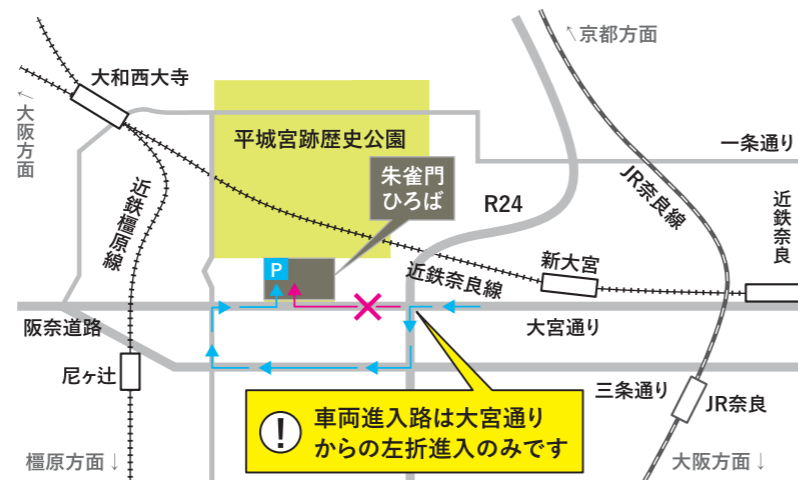 ↑京都方面
大和西大寺
←大阪方面
平城宮跡歴史公園
一条通り
朱雀門
ひろば
近鉄橿原線
JR奈良線
R24
近鉄奈良
新大宮
P
近鉄奈良線
阪奈道路
大宮通り
尼ヶ辻
三条通り
JR奈良
! 車両進入路は大宮通り
からの左折進入のみです
橿原方面↓
大阪方面↓